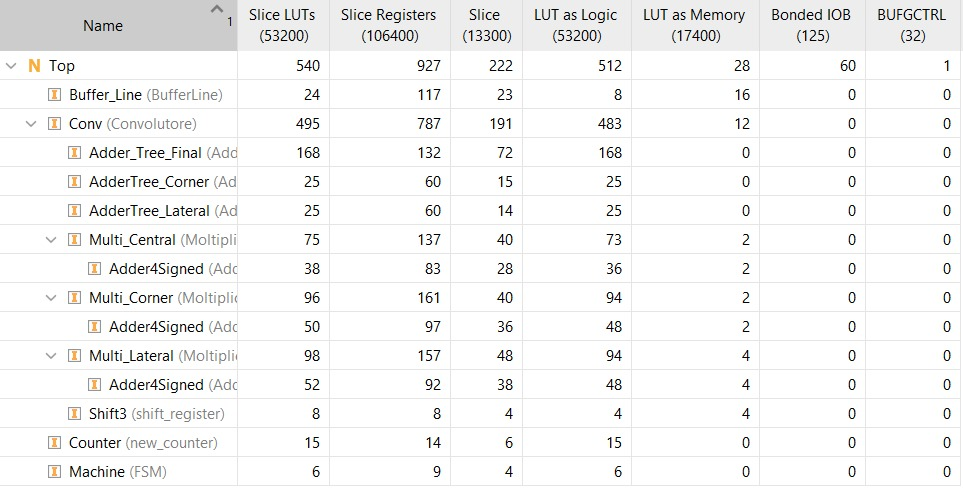 Name 1 Slice LUTs (53200) Slice Registers (106400) Slice (13300) LUT as Logic (53200) LUT as Memory (17400) Bonded IOB (125) BUFGCTRL (32)
N Top 540 927 222 512 28 60 1
Buffer_Line (BufferLine) 24 117 23 8 16 0 0
Conv (Convolutore) 495 787 191 483 12 0 0
Adder_Tree_Final (Add 168 132 72 168 0 0 0
AdderTree_Corner (Ad 25 60 15 25 0 0 0
AdderTree_Lateral (Ad 25 60 14 25 0 0 0
Multi_Central (Moltipli 75 137 40 73 2 0 0
Adder4Signed (Adc 38 83 28 36 2 0 0
Multi_Corner (Moltiplic 96 161 40 94 2 0 0
Adder4Signed (Adc 50 97 36 48 2 0 0
Multi_Lateral (Moltiplic 98 157 48 94 4 0 0
Adder4Signed (Adc 52 92 38 48 4 0 0
Shift3 (shift_register) 8 8 4 4 4 0 0
Counter (new_counter) 15 14 6 15 0 0 0
Machine (FSM) 6 9 4 6 0 0 0